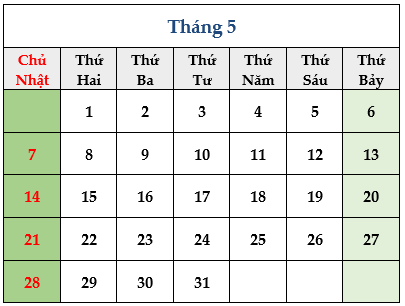 Tháng 5
Chủ Nhật Thứ Hai Thứ Ba Thứ Tư Thứ Năm Thứ Sáu Thứ Bảy
1 2 3 4 5 6
7 8 9 10 11 12 13
14 15 16 17 18 19 20
21 22 23 24 25 26 27
28 29 30 31